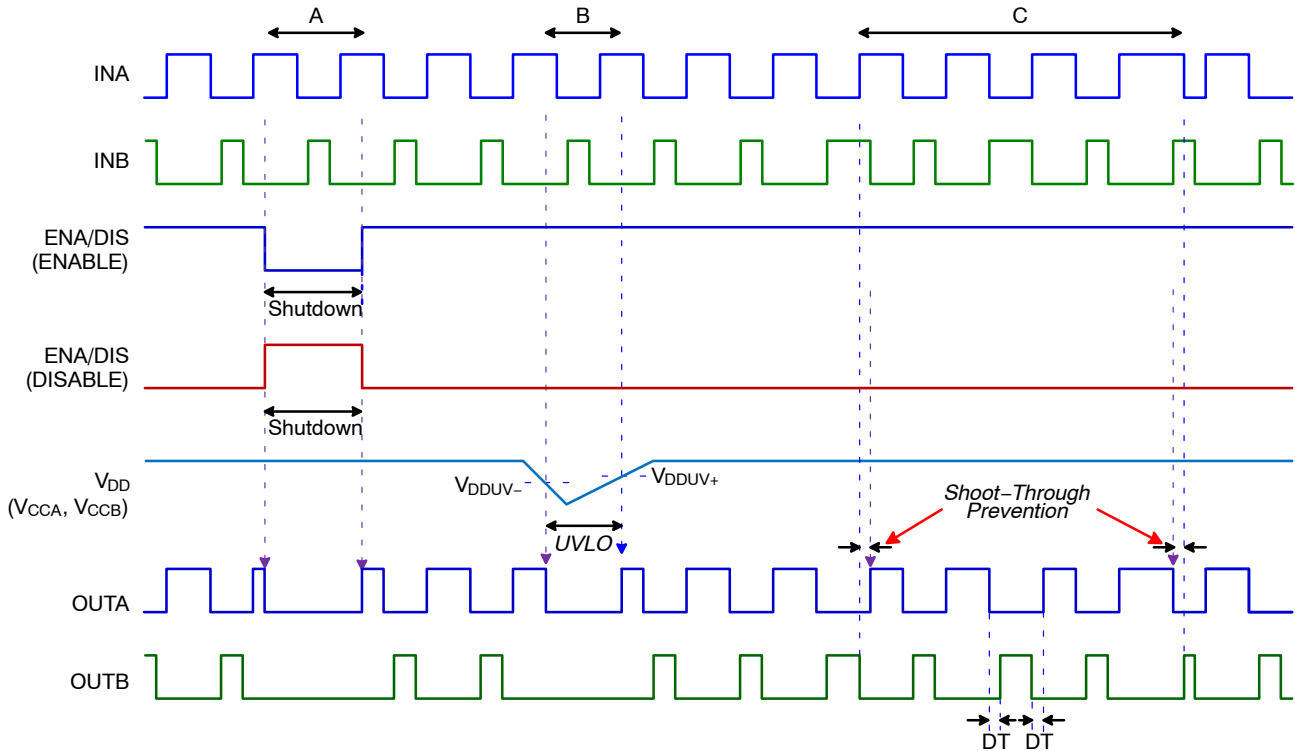 A
B
C
INA
INB
ENA/DIS
(ENABLE)
Shutdown
ENA/DIS
(DISABLE)
Shutdown
VDD
(VCCA, VCCB)
VDDUV−
VDDUV+
UVLO
Shoot−Through
Prevention
OUTA
OUTB
DT
DT